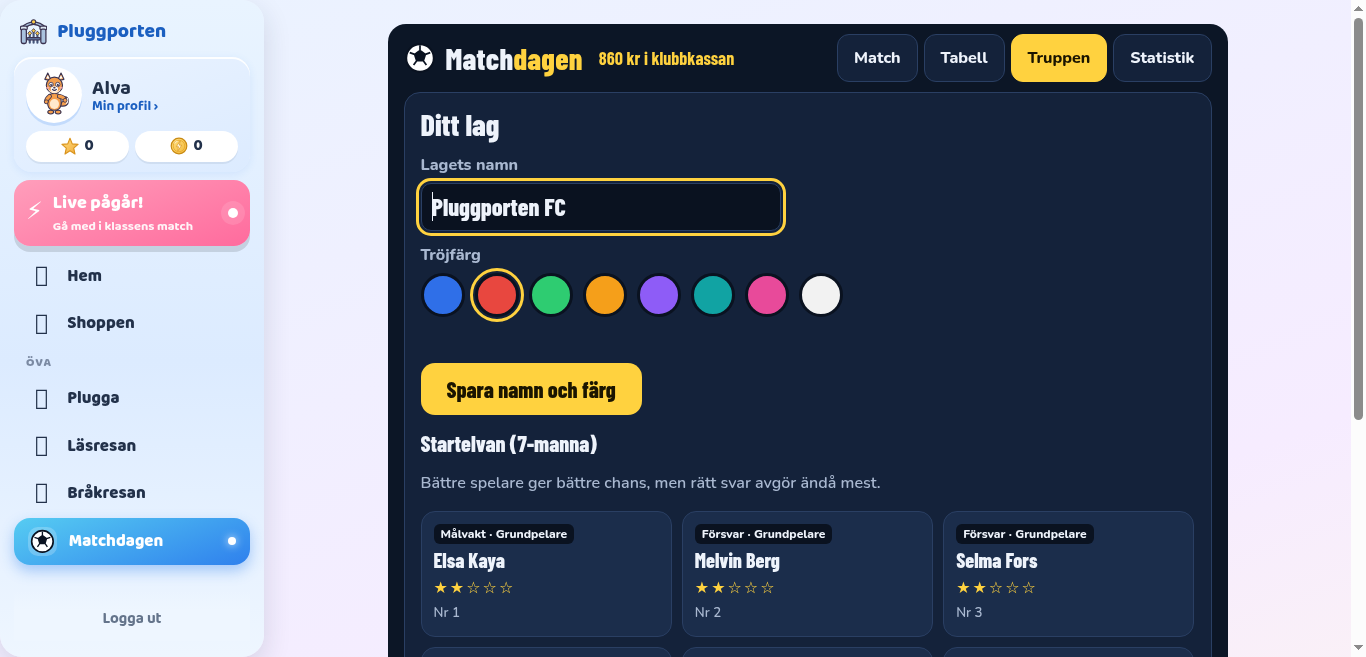 Pluggporten
Alva
Min profil ›
0
0
Live pågår!
Gå med i klassens match
Hem
Shoppen
ÖVA
Plugga
Läsresan
Bråkresan
Matchdagen
Logga ut
Matchdagen
860 kr i klubbkassan
Match
Tabell
Truppen
Statistik
Ditt lag
Lagets namn
Pluggporten FC
Tröjfärg
Spara namn och färg
Startelvan (7-manna)
Bättre spelare ger bättre chans, men rätt svar avgör ändå mest.
Målvakt · Grundpelare
Elsa Kaya
★★☆☆☆
Nr 1
Försvar · Grundpelare
Melvin Berg
★★☆☆☆
Nr 2
Försvar · Grundpelare
Selma Fors
★★☆☆☆
Nr 3